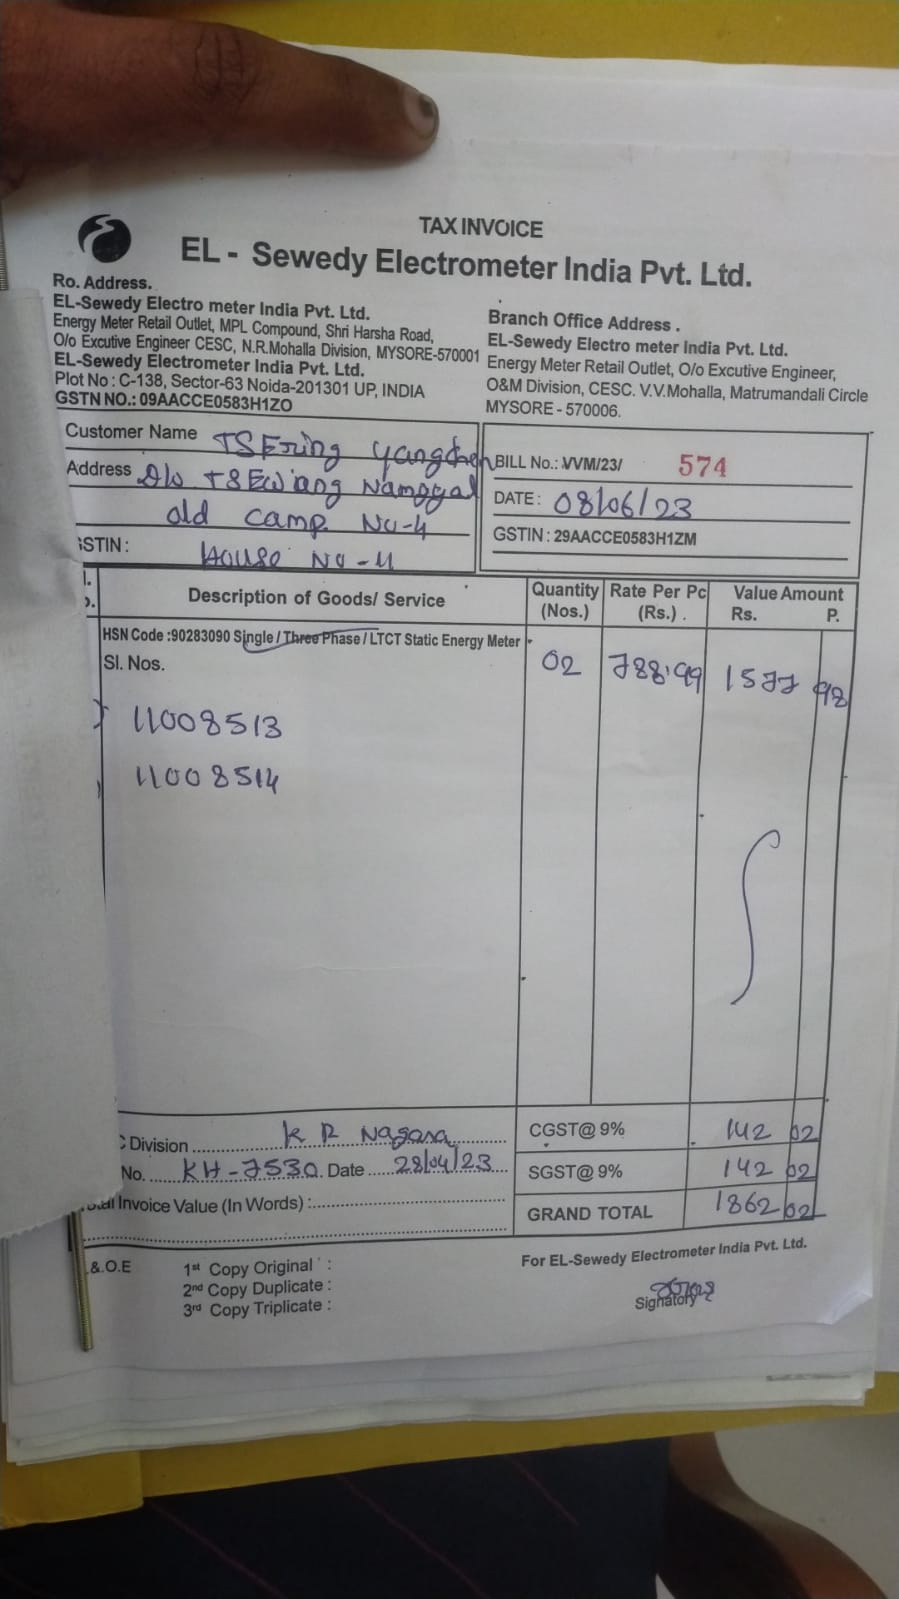 TAX INVOICE
EL - Sewedy Electrometer India Pvt. Ltd.
Ro. Address.
EL-Sewedy Electro meter India Pvt. Ltd.
Energy Meter Retail Outlet, MPL Compound, Shri Harsha Road,
O/o Excutive Engineer CESC, N.R.Mohalla Division, MYSORE-570001
EL-Sewedy Electrometer India Pvt. Ltd.
Plot No : C-138, Sector-63 Noida-201301 UP, INDIA
GSTN NO.: 09AACCE0583H1ZO
Branch Office Address .
EL-Sewedy Electro meter India Pvt. Ltd.
Energy Meter Retail Outlet, O/o Excutive Engineer,
O&M Division, CESC. V.V.Mohalla, Matrumandali Circle
MYSORE - 570006.
Customer Name TSEring Yangchen
Address D/o TSEwang Namgyal
old camp No-4
GSTIN : House No-11
BILL No.: VVM/23/ 574
DATE : 08/06/23
GSTIN : 29AACCE0583H1ZM
Description of Goods/ Service Quantity (Nos.) Rate Per Pc (Rs.) . Value Amount Rs. P.
HSN Code :90283090 Single / Three Phase / LTCT Static Energy Meter
Sl. Nos. 02 788.99 1577 98
11008513
11008514
C Division K R Nagara
No. KH-7530 Date 28/04/23
Total Invoice Value (In Words) :
CGST@ 9% 142 02
SGST@ 9% 142 02
GRAND TOTAL 1862 02
E.&.O.E
1st Copy Original :
2nd Copy Duplicate :
3rd Copy Triplicate :
For EL-Sewedy Electrometer India Pvt. Ltd.
Signatory